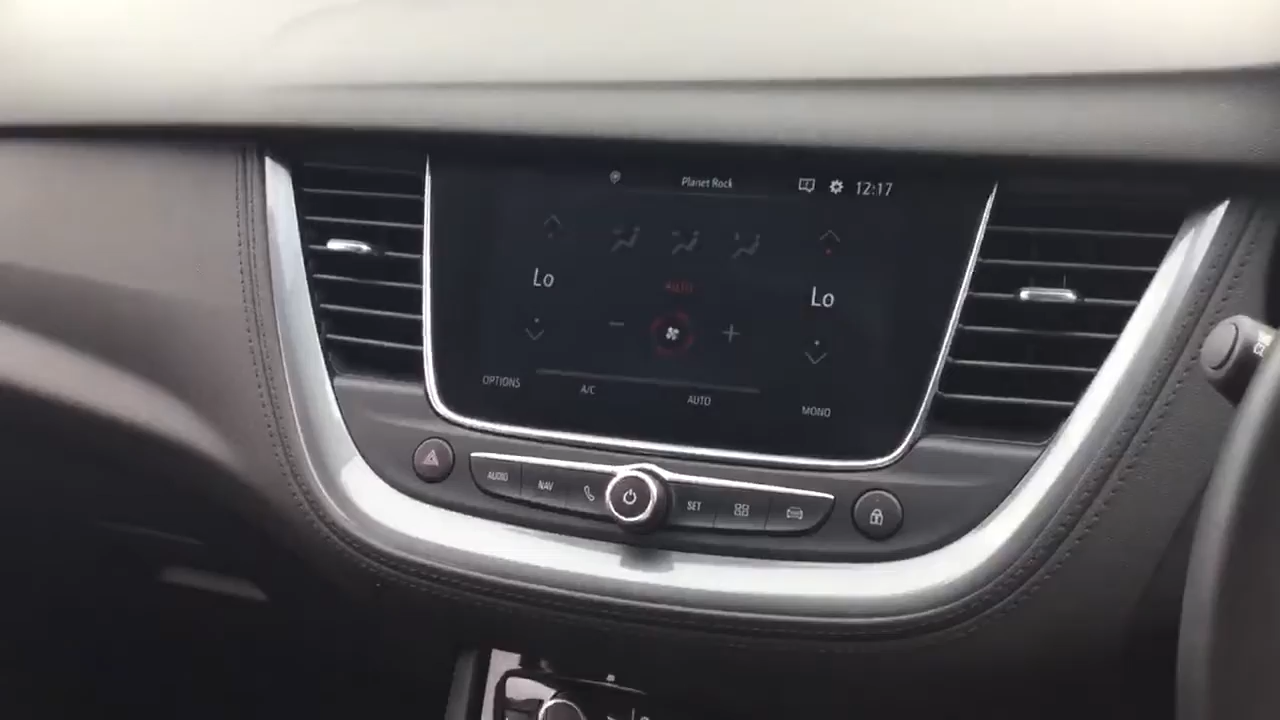 Planet Rock
12:17
Lo
Lo
AUTO
OPTIONS
A/C
AUTO
MONO
AUDIO
NAV
SET